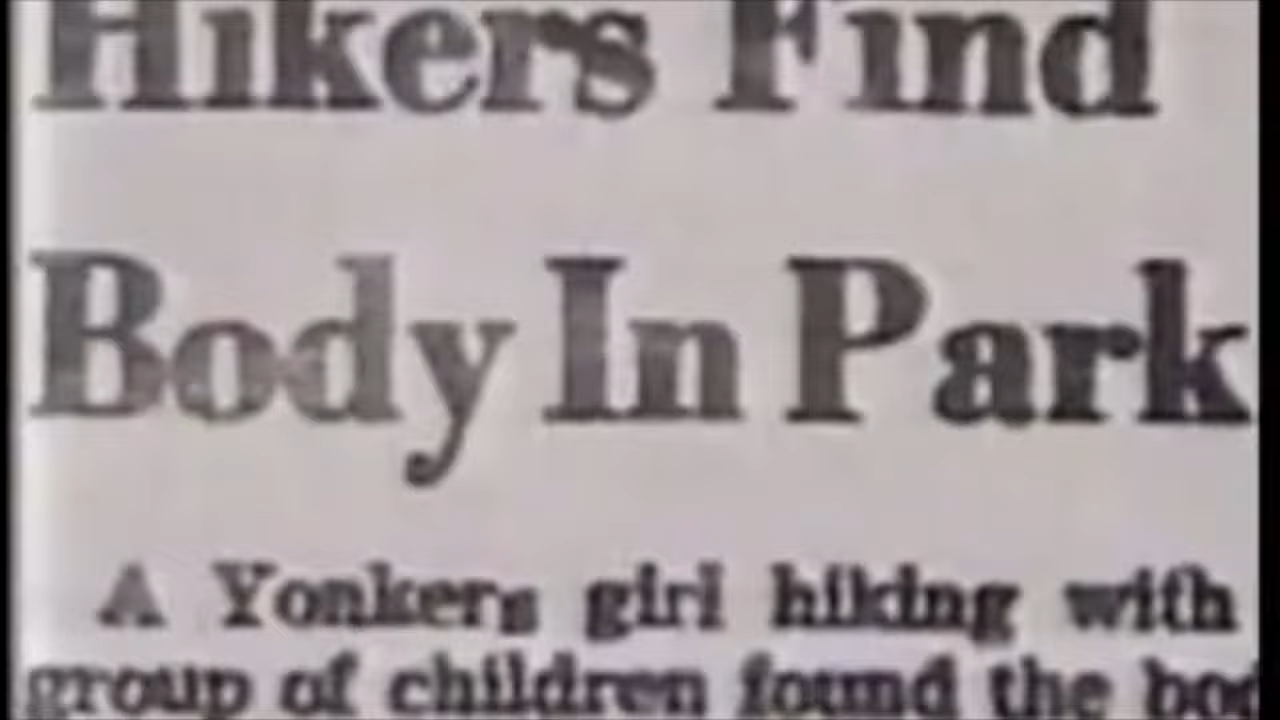 Hikers Find
Body In Park
A Yonkers girl hiking with
group of children found the